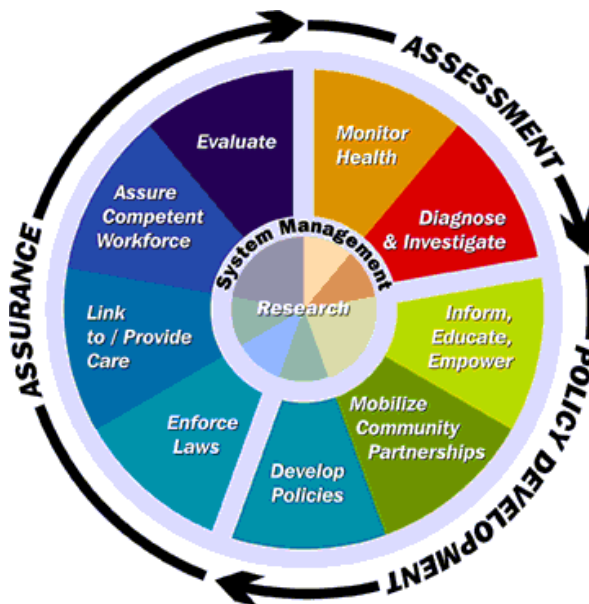 ASSESSMENT
POLICY DEVELOPMENT
ASSURANCE
Monitor
Health
Diagnose
& Investigate
Inform,
Educate,
Empower
Mobilize
Community
Partnerships
Develop
Policies
Enforce
Laws
Link
to / Provide
Care
Assure
Competent
Workforce
Evaluate
System Management
Research